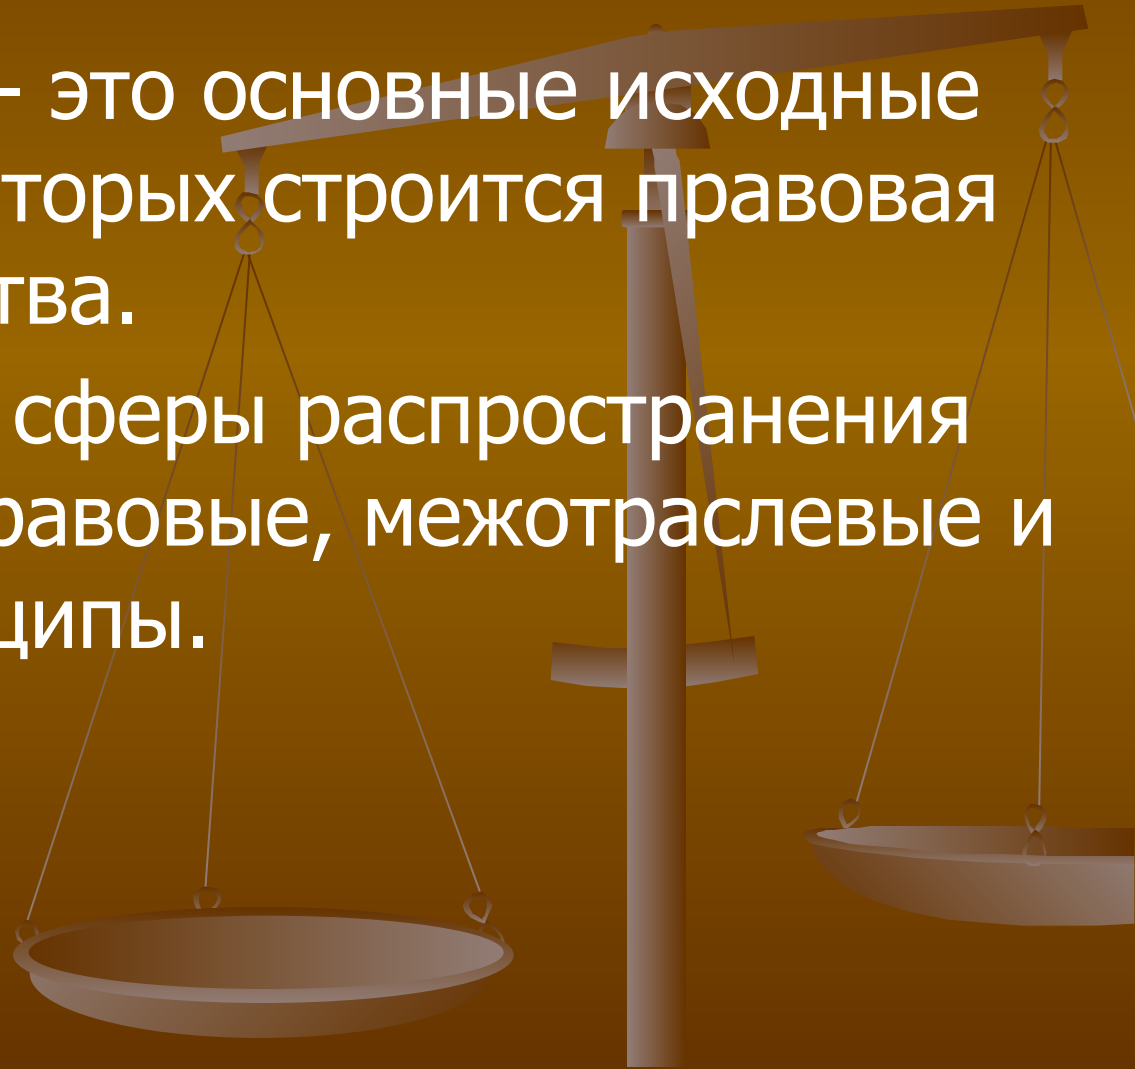 – это основные исходные
торых строится правовая
тва.
сферы распространения
равовые, межотраслевые и
ципы.